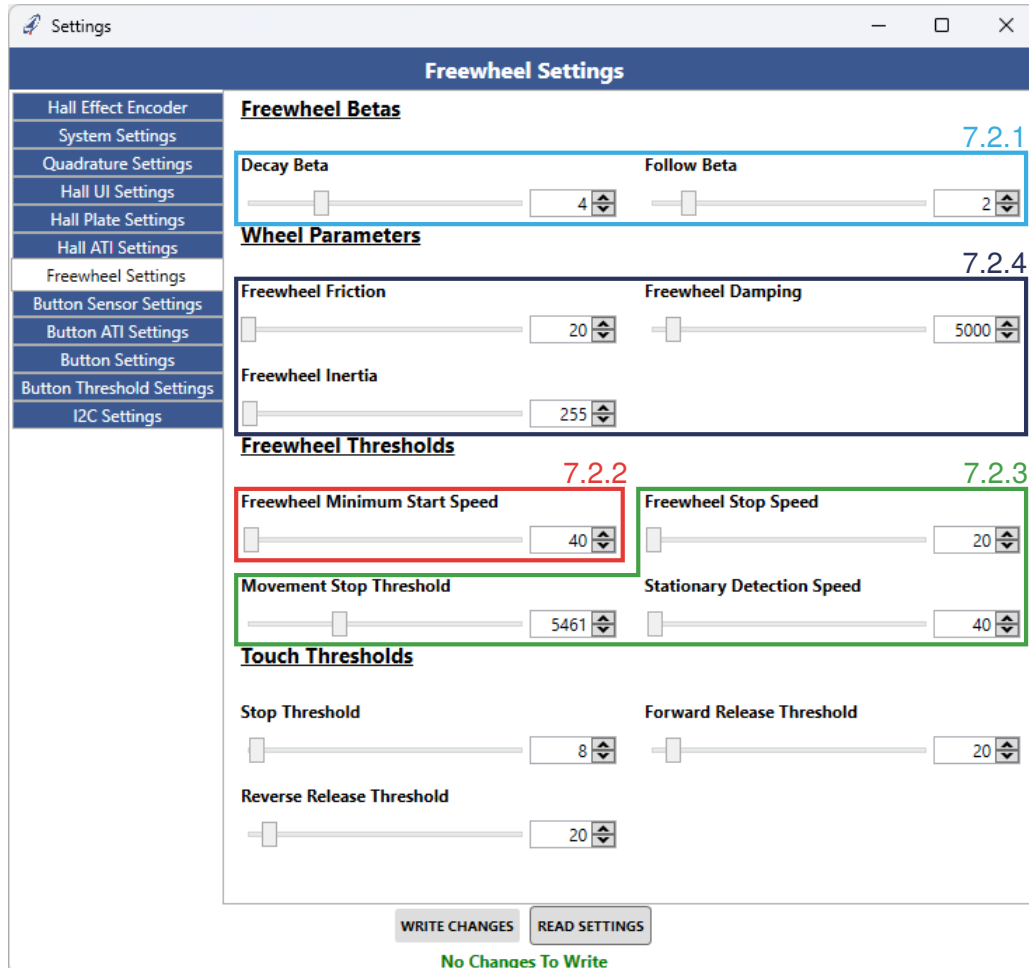 Settings
Freewheel Settings
Hall Effect Encoder
System Settings
Quadrature Settings
Hall UI Settings
Hall Plate Settings
Hall ATI Settings
Freewheel Settings
Button Sensor Settings
Button ATI Settings
Button Settings
Button Threshold Settings
I2C Settings
Freewheel Betas
7.2.1
Decay Beta Follow Beta
4 2
Wheel Parameters
7.2.4
Freewheel Friction Freewheel Damping
20 5000
Freewheel Inertia
255
Freewheel Thresholds
7.2.2 7.2.3
Freewheel Minimum Start Speed Freewheel Stop Speed
40 20
Movement Stop Threshold Stationary Detection Speed
5461 40
Touch Thresholds
Stop Threshold Forward Release Threshold
8 20
Reverse Release Threshold
20
WRITE CHANGES READ SETTINGS
No Changes To Write